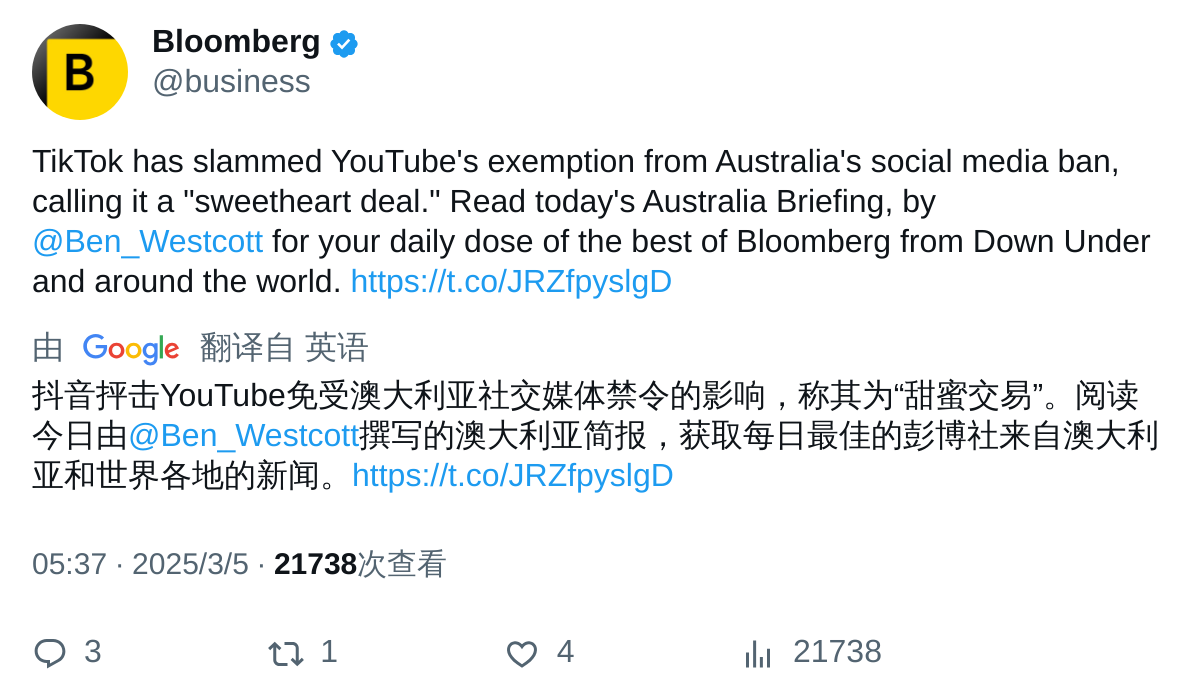 B
Bloomberg
@business
TikTok has slammed YouTube's exemption from Australia's social media ban,
calling it a "sweetheart deal." Read today's Australia Briefing, by
@Ben_Westcott for your daily dose of the best of Bloomberg from Down Under
and around the world. https://t.co/JRZfpyslgD
由 Google 翻译自 英语
抖音抨击YouTube免受澳大利亚社交媒体禁令的影响，称其为“甜蜜交易”。阅读
今日由@Ben_Westcott撰写的澳大利亚简报，获取每日最佳的彭博社来自澳大利
亚和世界各地的新闻。https://t.co/JRZfpyslgD
05:37 · 2025/3/5 · 21738次查看
3 1 4 21738